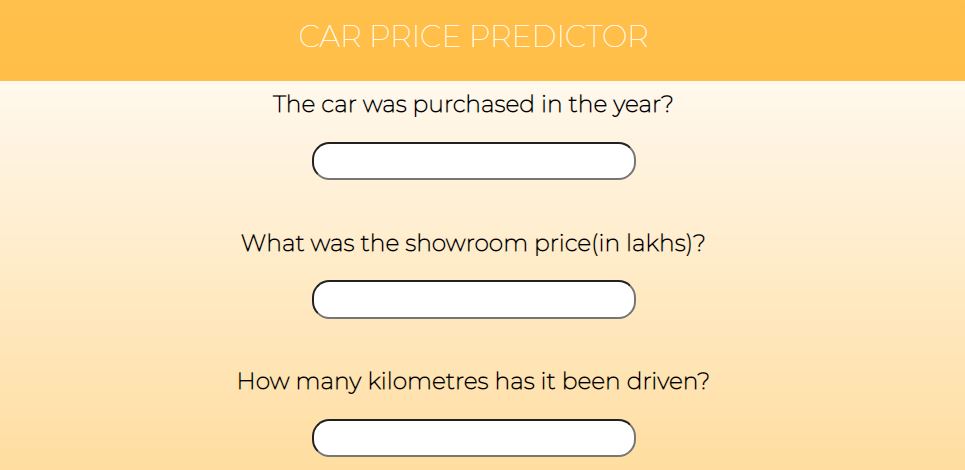 CAR PRICE PREDICTOR
The car was purchased in the year?
What was the showroom price(in lakhs)?
How many kilometres has it been driven?